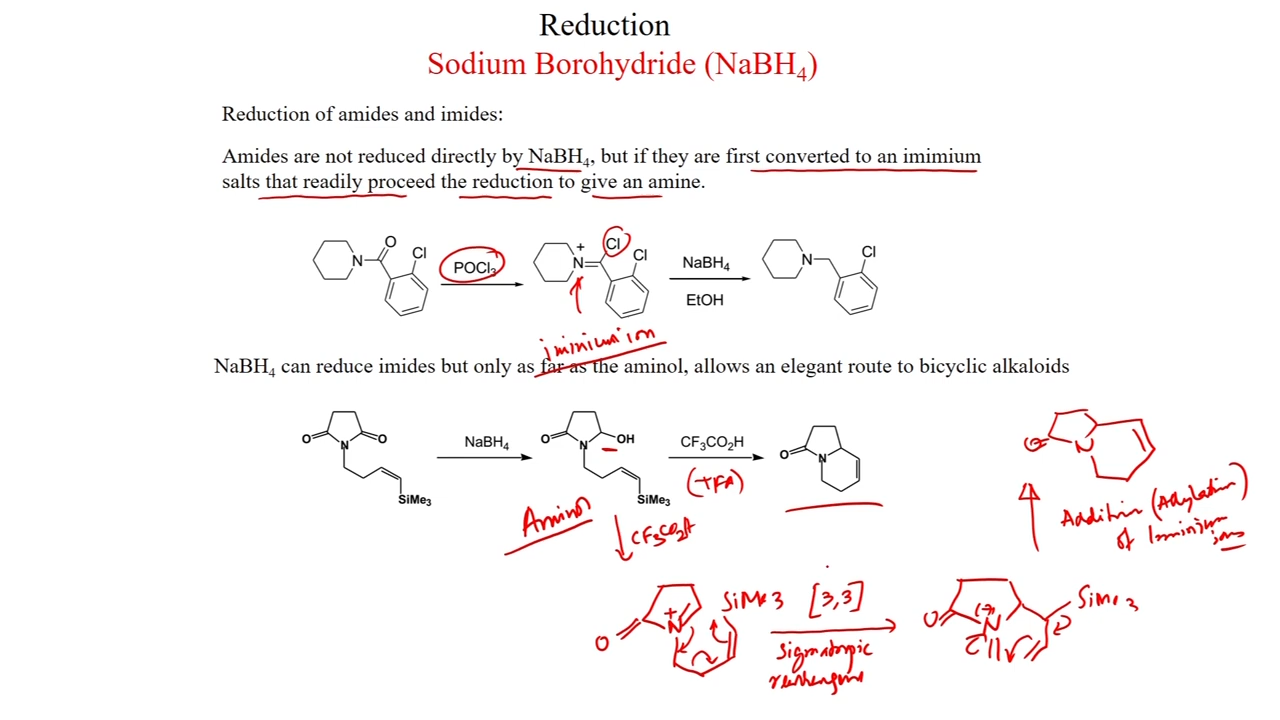 Reduction
Sodium Borohydride (NaBH₄)
Reduction of amides and imides:
Amides are not reduced directly by NaBH₄, but if they are first converted to an imimium
salts that readily proceed the reduction to give an amine.
O
Cl
N
POCl₃
+
Cl
Cl
N
NaBH₄
EtOH
Cl
N
iminium ion
NaBH₄ can reduce imides but only as far as the aminol, allows an elegant route to bicyclic alkaloids
O
N
O
SiMe₃
NaBH₄
O
N
OH
SiMe₃
CF₃CO₂H
(TFA)
O
N
O
N
Aminol
CF₃CO₂H
Addition (Allylation)
of Iminium
ions
O
+
N
SiMe3
[3,3]
sigmatropic
O
(+)
N
SiMe3